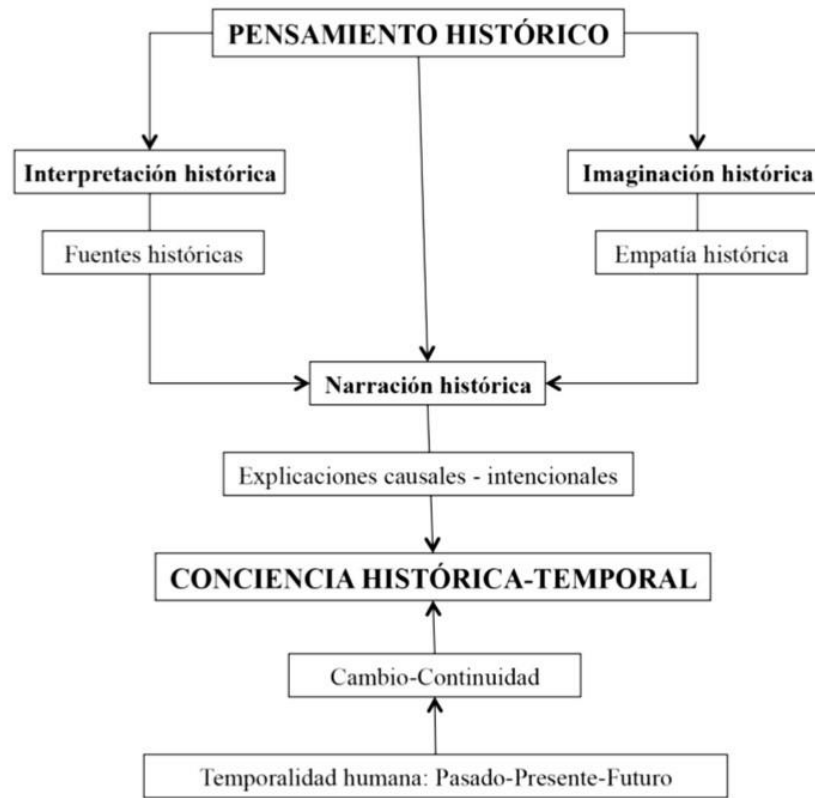 PENSAMIENTO HISTÓRICO
Interpretación histórica
Imaginación histórica
Fuentes históricas
Empatía histórica
Narración histórica
Explicaciones causales - intencionales
CONCIENCIA HISTÓRICA-TEMPORAL
Cambio-Continuidad
Temporalidad humana: Pasado-Presente-Futuro